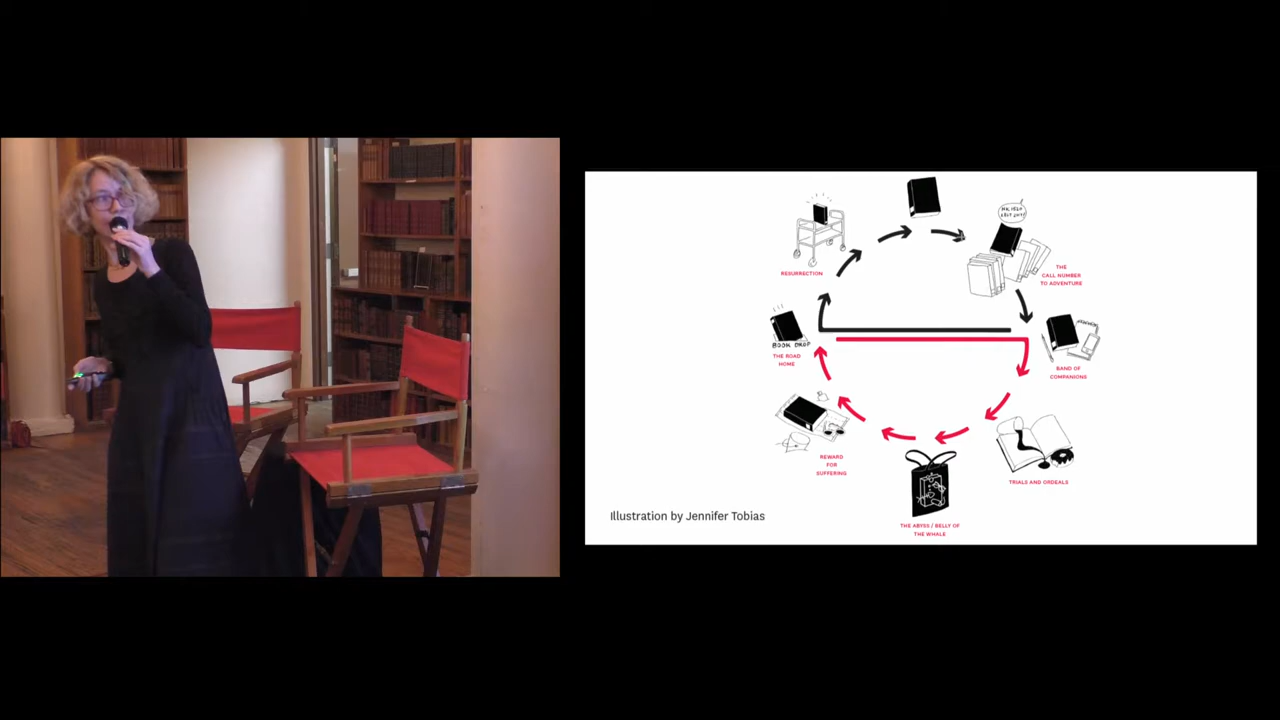 RESURRECTION
THE
CALL NUMBER
TO ADVENTURE
BOOK DROP
THE ROAD
HOME
BAND OF
COMPANIONS
REWARD
FOR
SUFFERING
TRIALS AND ORDEALS
Illustration by Jennifer Tobias
THE ABYSS / BELLY OF
THE WHALE